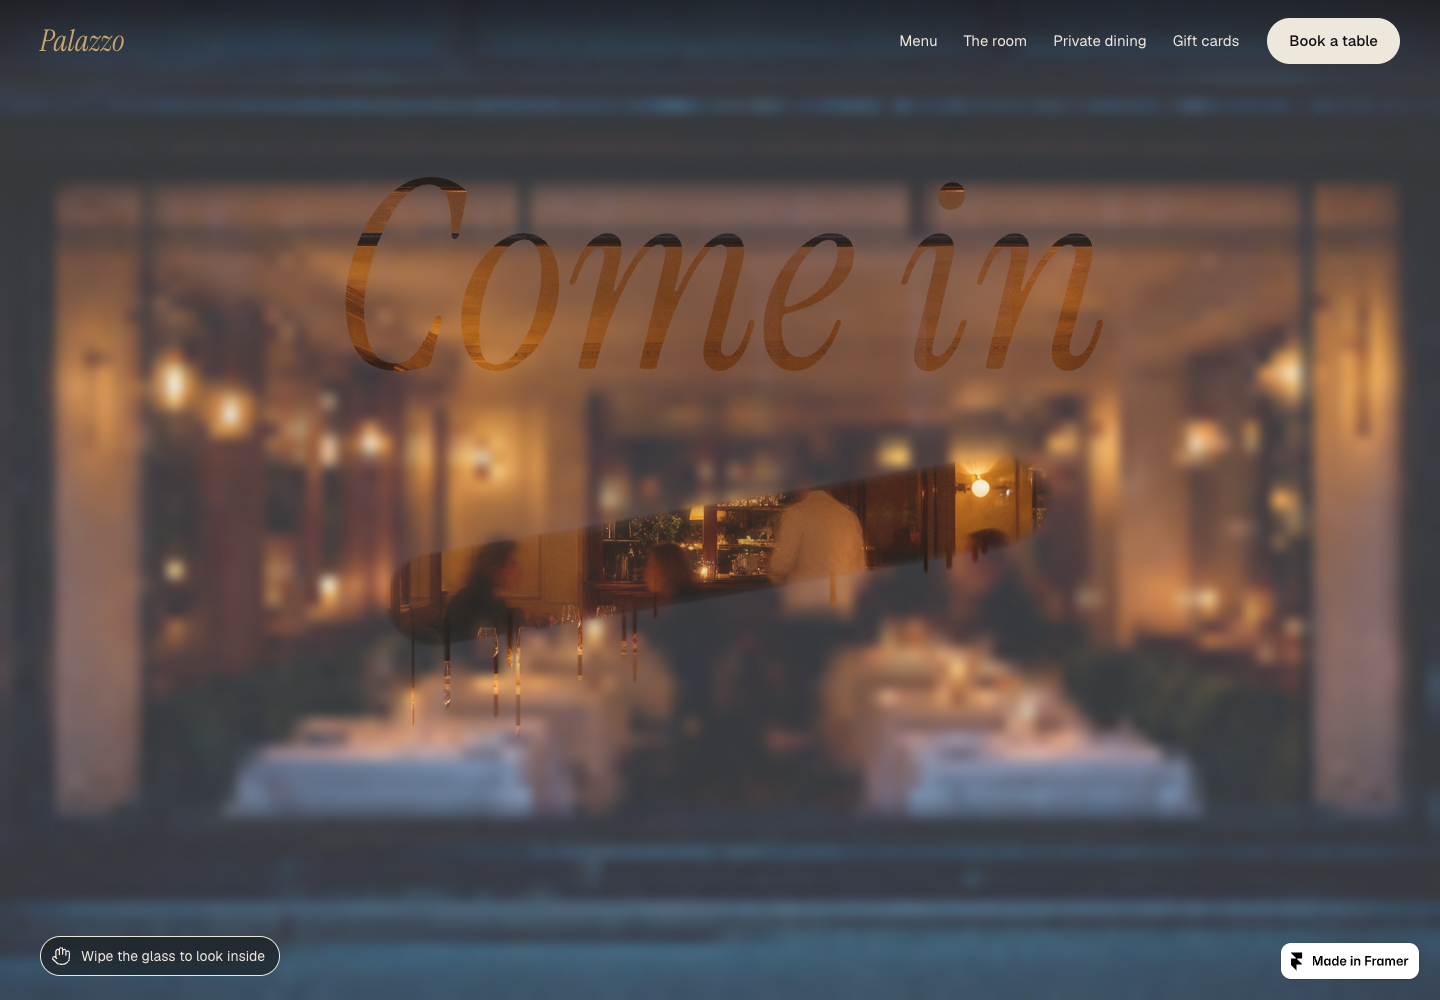 Palazzo
Menu The room Private dining Gift cards Book a table
Come in
Wipe the glass to look inside
Made in Framer